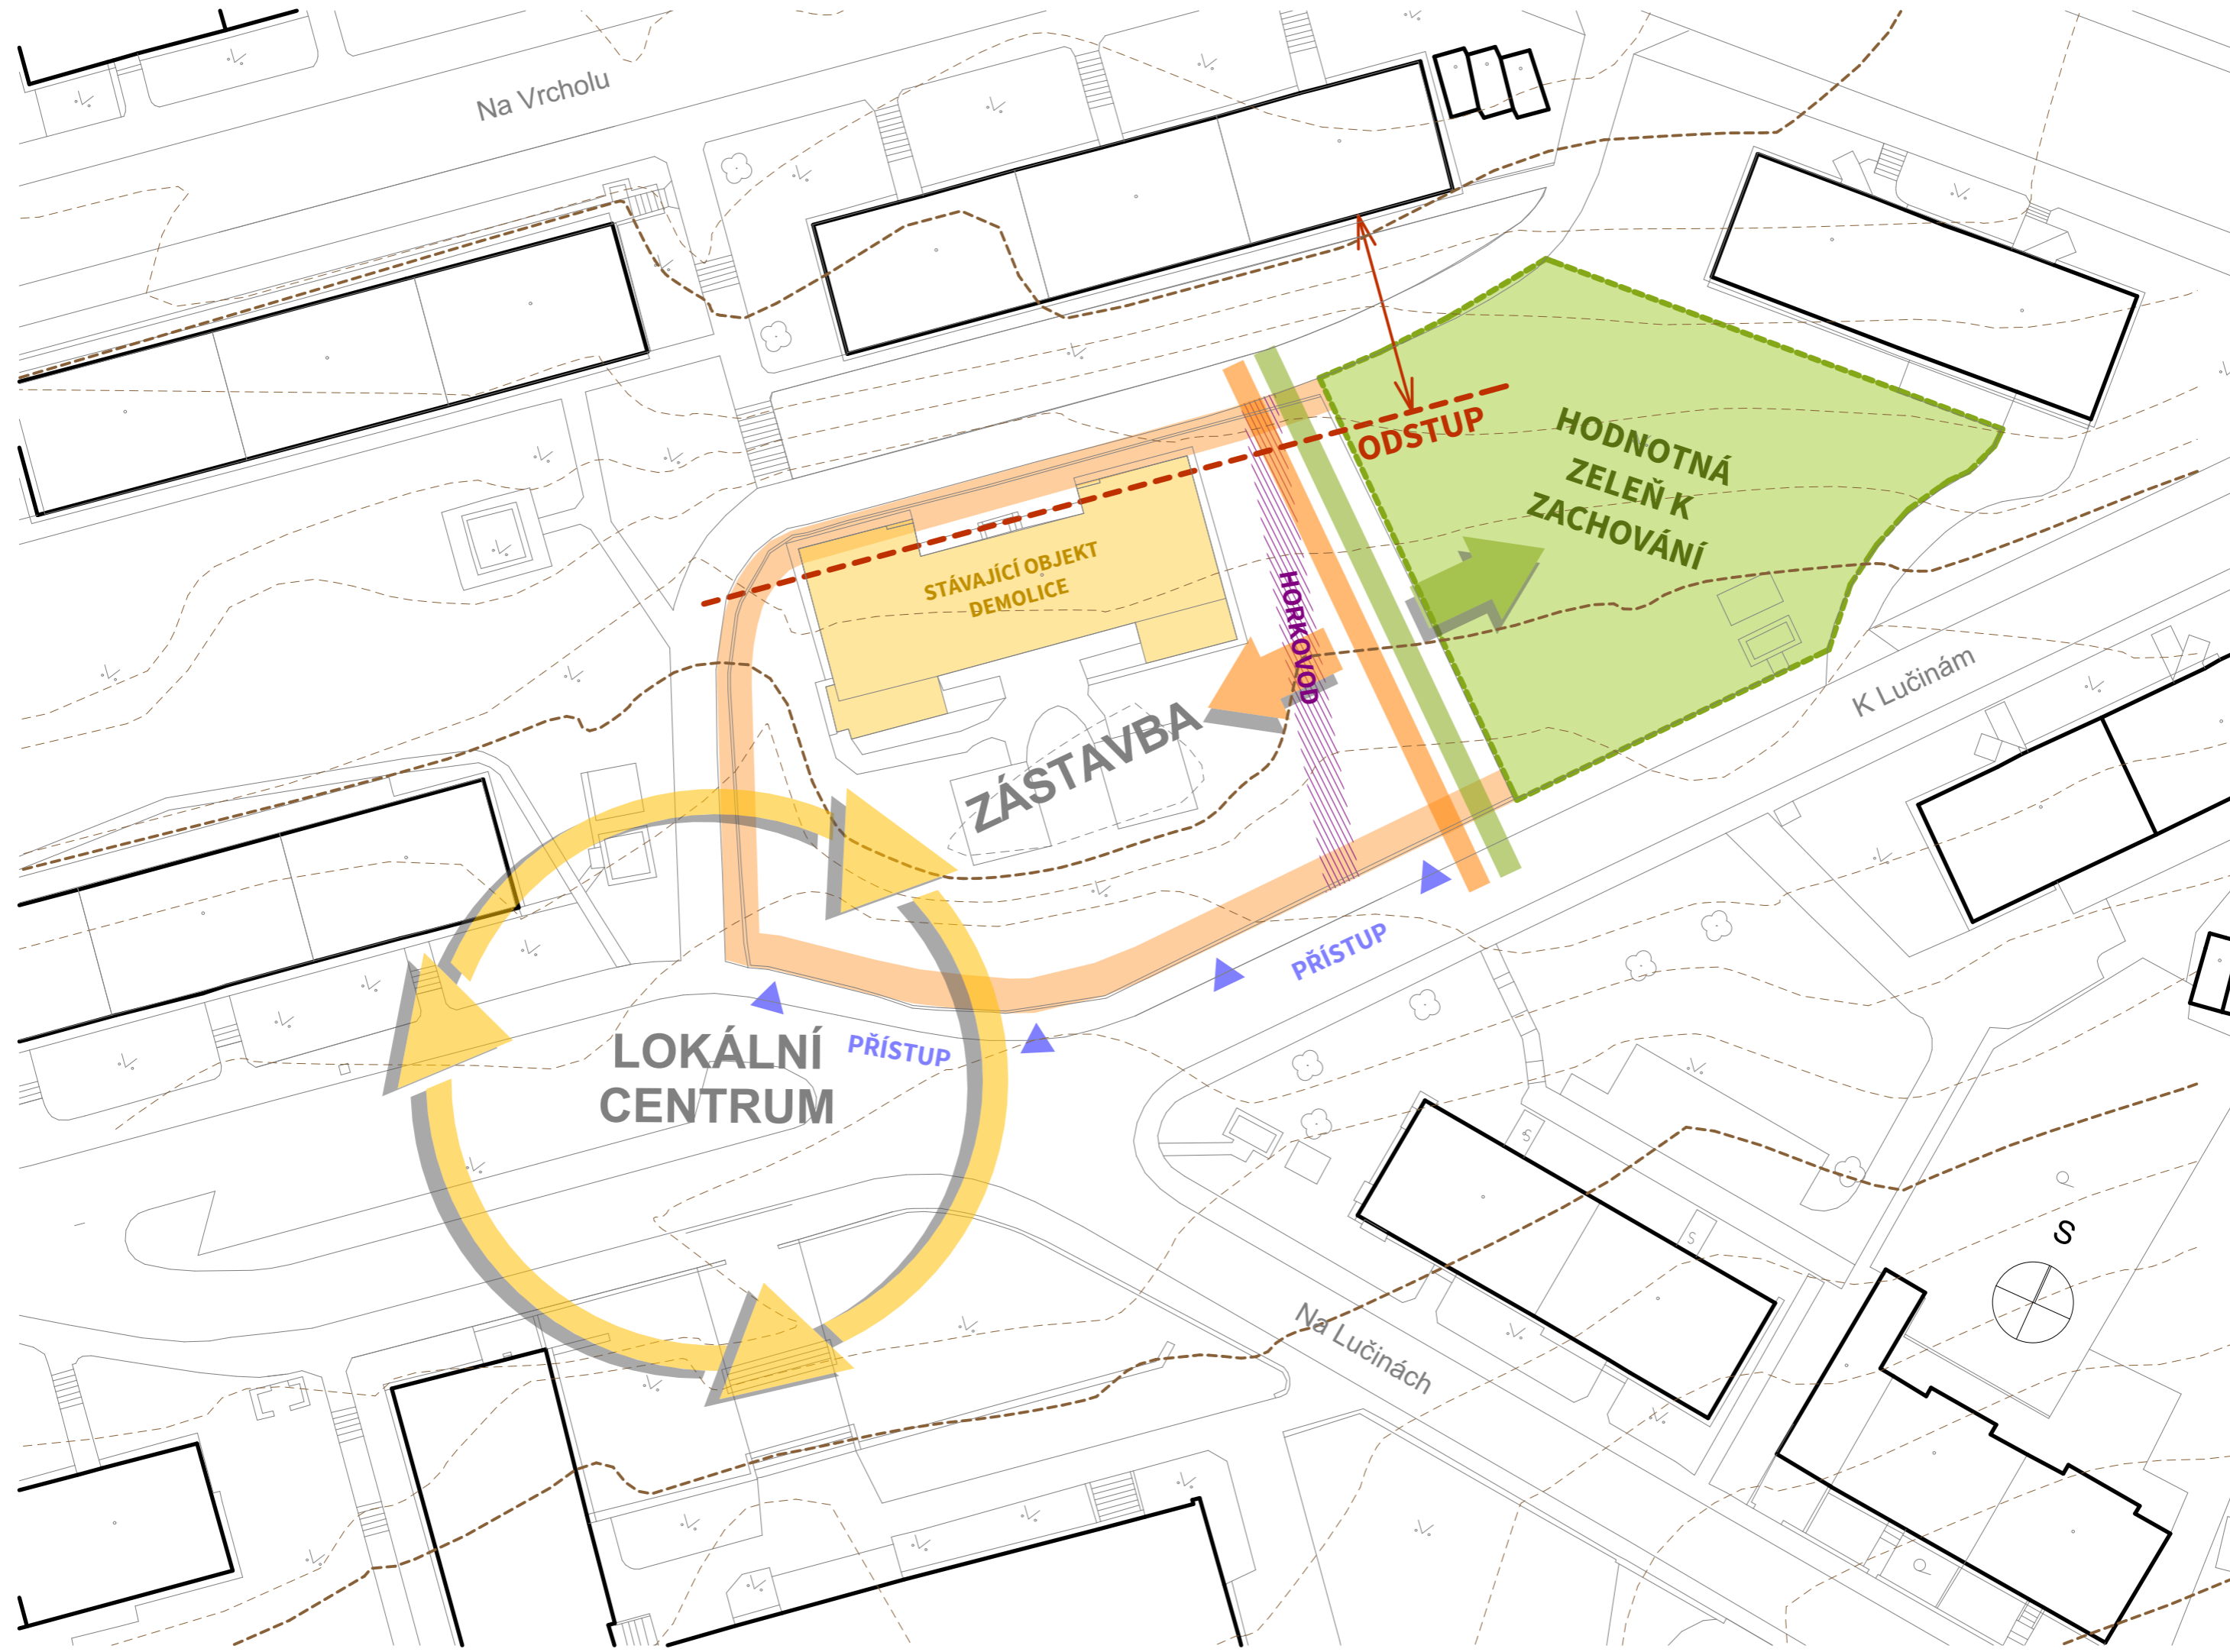 Na Vrcholu
HODNOTNÁ
ZELEŇ K
ZACHOVÁNÍ
ODSTUP
STÁVAJÍCÍ OBJEKT
DEMOLICE
HORKOVOD
ZÁSTAVBA
K Lučinám
PŘÍSTUP
LOKÁLNÍ
CENTRUM
PŘÍSTUP
S
S
S
Na Lučinách